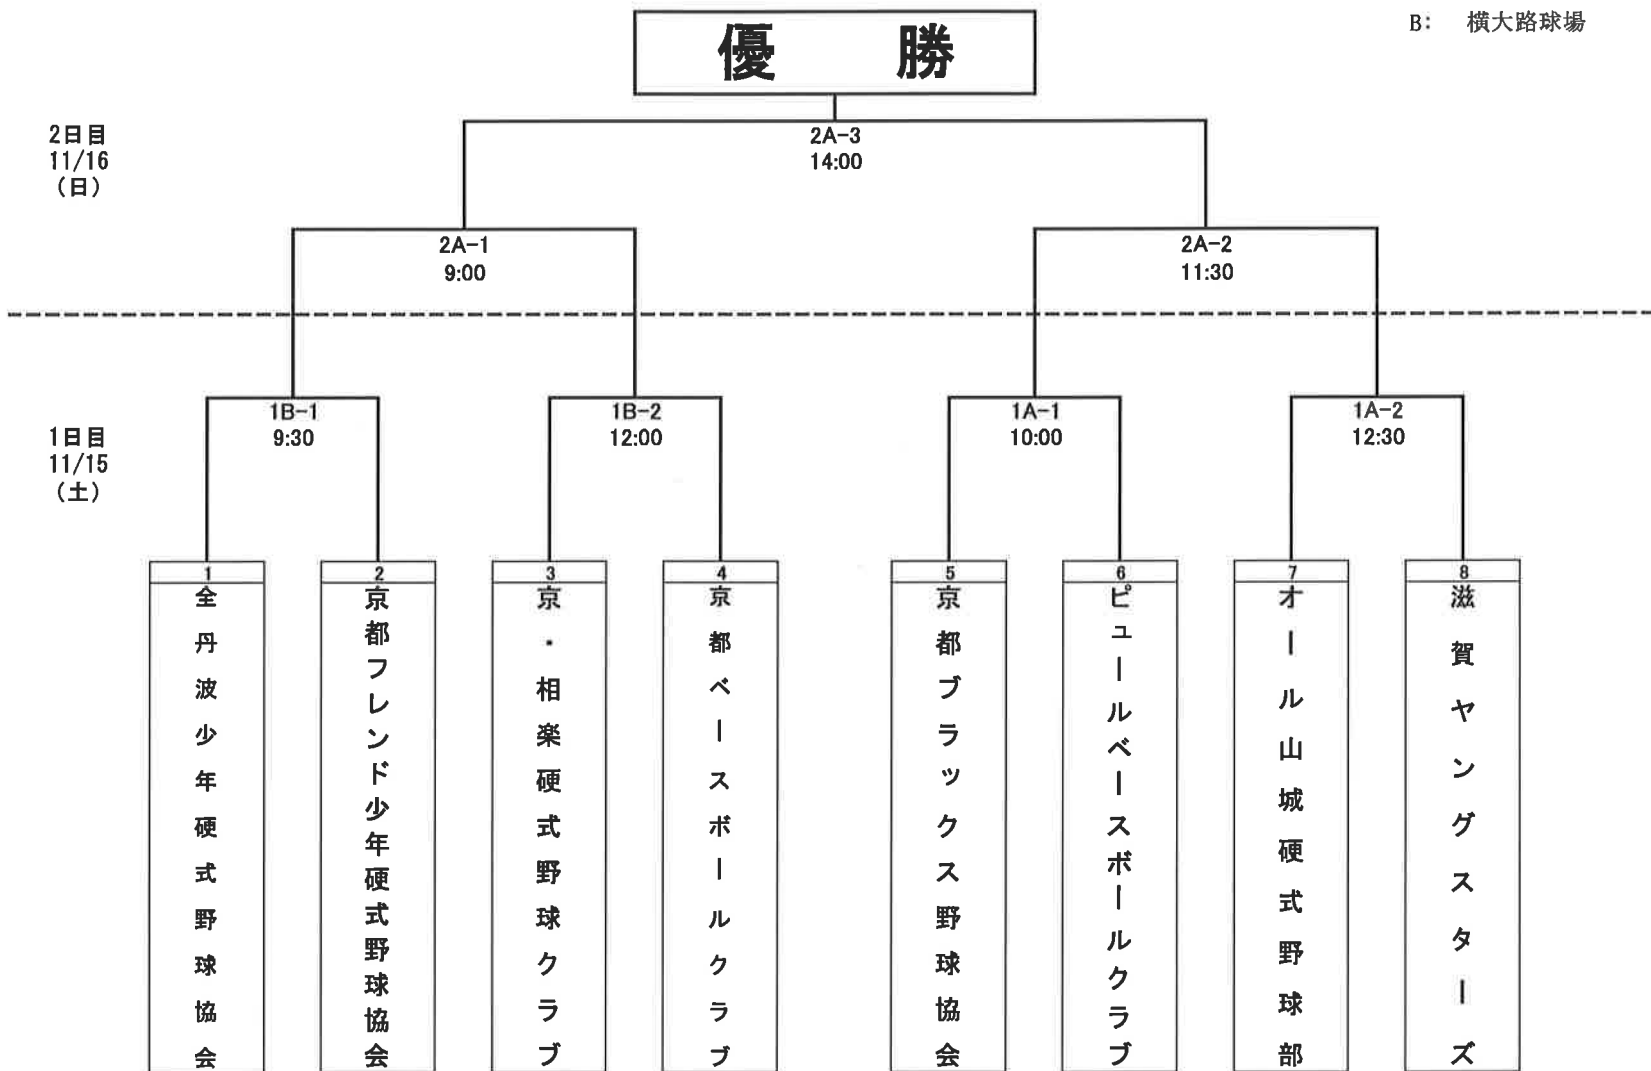 B: 横大路球場
優 勝
2日目
11/16
(日)
2A-3
14:00
2A-1
9:00
2A-2
11:30
1日目
11/15
(土)
1B-1
9:30
1B-2
12:00
1A-1
10:00
1A-2
12:30
1
全丹波少年硬式野球協会
2
京都フレンド少年硬式野球協会
3
京・相楽硬式野球クラブ
4
京都ベースボールクラブ
5
京都ブラックス野球協会
6
ピュールベースボールクラブ
7
オール山城硬式野球部
8
滋賀ヤングスターズ